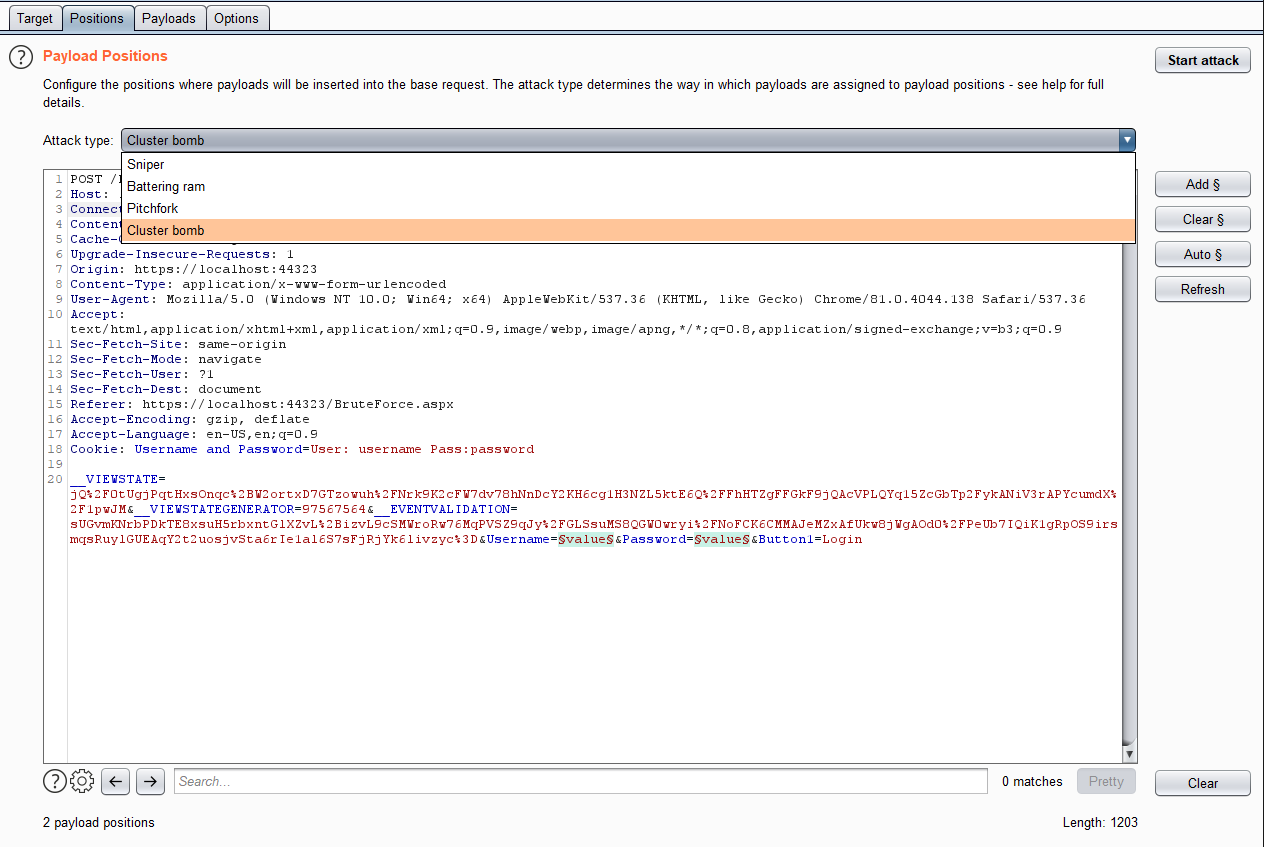 Target Positions Payloads Options
? Payload Positions
Start attack
Configure the positions where payloads will be inserted into the base request. The attack type determines the way in which payloads are assigned to payload positions - see help for full
details.
Attack type: Cluster bomb
Sniper
Battering ram
Pitchfork
Cluster bomb
Add §
Clear §
Auto §
Refresh
1 POST /
2 Host:
3 Connect
4 Conten
5 Cache-
6 Upgrade-Insecure-Requests: 1
7 Origin: https://localhost:44323
8 Content-Type: application/x-www-form-urlencoded
9 User-Agent: Mozilla/5.0 (Windows NT 10.0; Win64; x64) AppleWebKit/537.36 (KHTML, like Gecko) Chrome/81.0.4044.138 Safari/537.36
10 Accept:
text/html,application/xhtml+xml,application/xml;q=0.9,image/webp,image/apng,*/*;q=0.8,application/signed-exchange;v=b3;q=0.9
11 Sec-Fetch-Site: same-origin
12 Sec-Fetch-Mode: navigate
13 Sec-Fetch-User: ?1
14 Sec-Fetch-Dest: document
15 Referer: https://localhost:44323/BruteForce.aspx
16 Accept-Encoding: gzip, deflate
17 Accept-Language: en-US,en;q=0.9
18 Cookie: Username and Password=User: username Pass:password
19
20 __VIEWSTATE=
jQ%2F0tUgjPqtHxsOnqc%2BW2ortxD7GTzowuh%2FNrk9K2cFW7dv78hNnDcY2KH6cg1H3NZL5ktE6Q%2FFhHTZgFFGkF9jQAcVPLQYq15ZcGbTp2FykANiV3rAPYcumdX%
2F1pwJM&__VIEWSTATEGENERATOR=97567564&__EVENTVALIDATION=
sUGvmKNrbPDkTE8xsuH5rbxntG1XZvL%2BizvL9cSMWroRw76MqPVSZ9qJy%2FGLSsuMS8QGWOwryi%2FNoFCK6CMMAJeMZxAfUkw8jWgAOdO%2FPeUb7IQiK1gRpOS9irs
mqsRuylGUEAqY2t2uosjvSta6rIe1al6S7sFjRjYk6livzyc%3D&Username=§value§&Password=§value§&Button1=Login
? Search... 0 matches Pretty Clear
2 payload positions Length: 1203